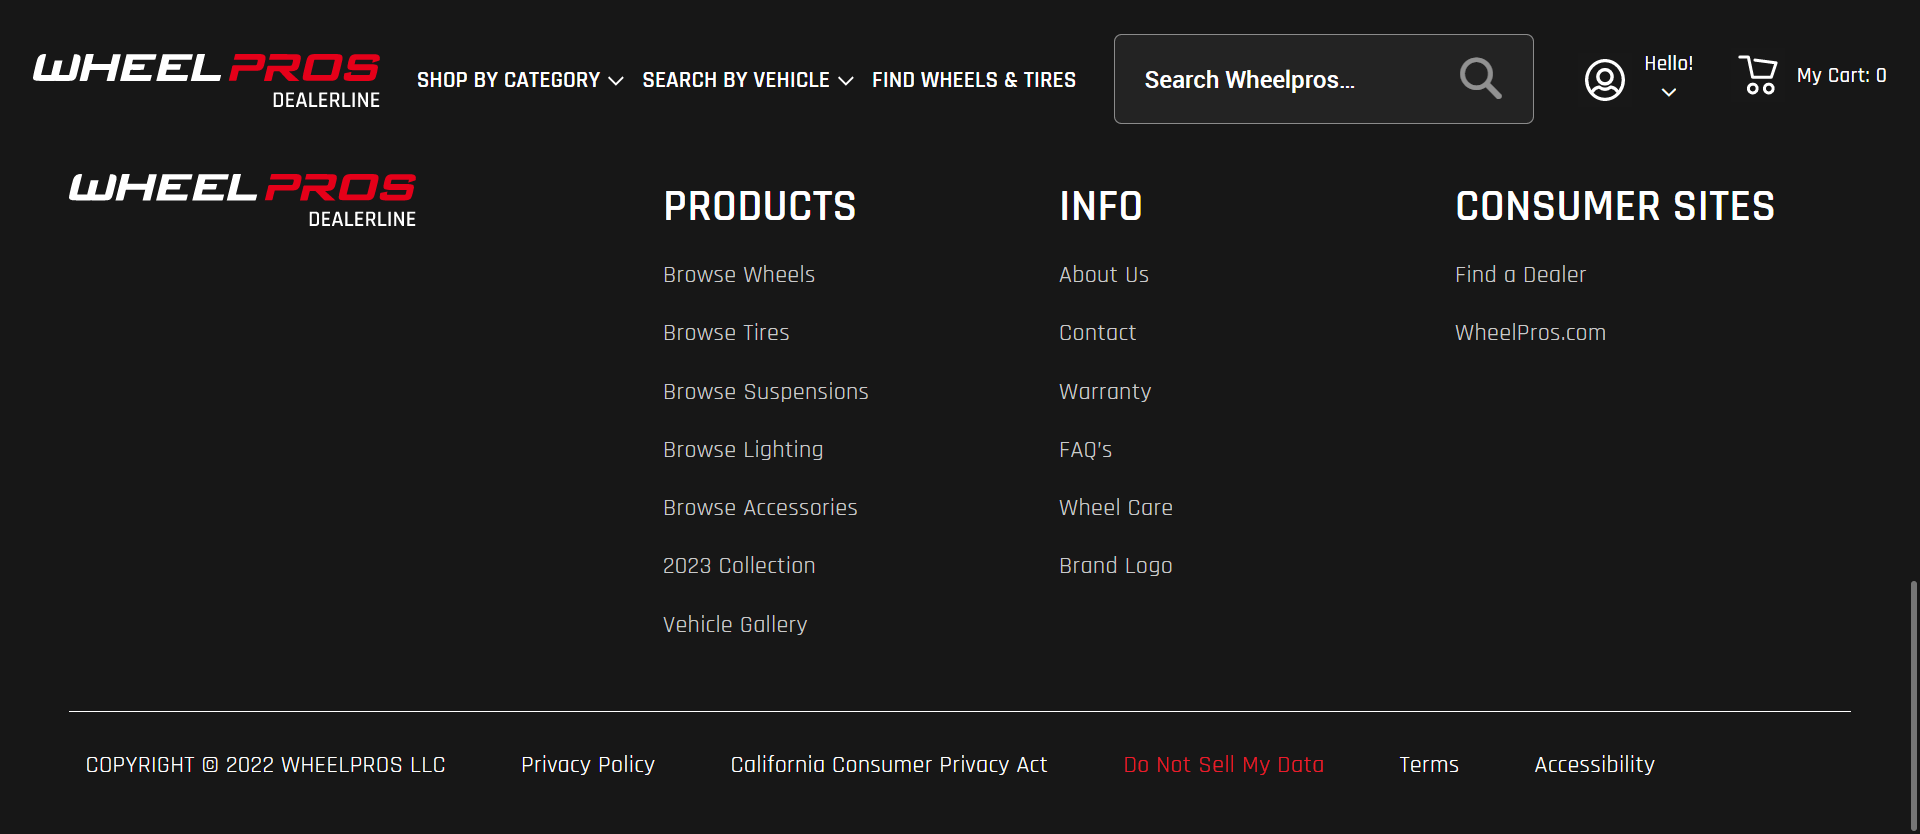 WHEEL PROS
DEALERLINE
SHOP BY CATEGORY
SEARCH BY VEHICLE
FIND WHEELS & TIRES
Search Wheelpros...
Hello!
My Cart: 0
WHEEL PROS
DEALERLINE
PRODUCTS
Browse Wheels
Browse Tires
Browse Suspensions
Browse Lighting
Browse Accessories
2023 Collection
Vehicle Gallery
INFO
About Us
Contact
Warranty
FAQ's
Wheel Care
Brand Logo
CONSUMER SITES
Find a Dealer
WheelPros.com
COPYRIGHT © 2022 WHEELPROS LLC
Privacy Policy
California Consumer Privacy Act
Do Not Sell My Data
Terms
Accessibility